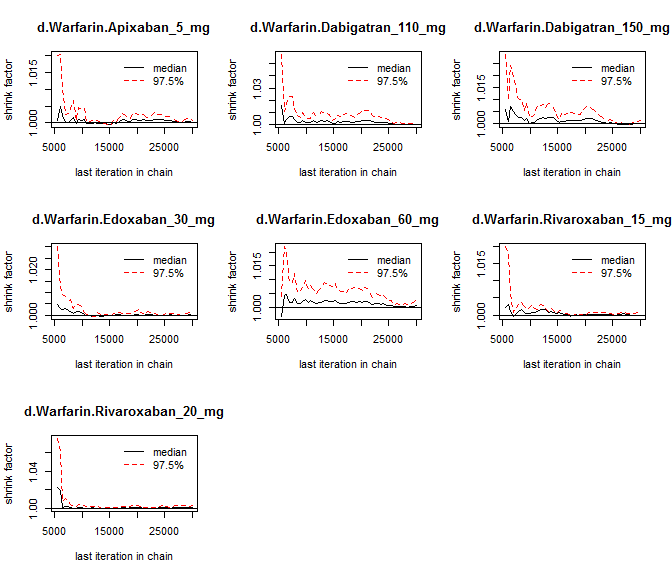 d.Warfarin.Apixaban_5_mg
shrink factor
1.000 1.015
median
97.5%
5000 15000 25000
last iteration in chain
d.Warfarin.Dabigatran_110_mg
shrink factor
1.00 1.03
median
97.5%
5000 15000 25000
last iteration in chain
d.Warfarin.Dabigatran_150_mg
shrink factor
1.000 1.015
median
97.5%
5000 15000 25000
last iteration in chain
d.Warfarin.Edoxaban_30_mg
shrink factor
1.000 1.020
median
97.5%
5000 15000 25000
last iteration in chain
d.Warfarin.Edoxaban_60_mg
shrink factor
1.000 1.015
median
97.5%
5000 15000 25000
last iteration in chain
d.Warfarin.Rivaroxaban_15_mg
shrink factor
1.000 1.015
median
97.5%
5000 15000 25000
last iteration in chain
d.Warfarin.Rivaroxaban_20_mg
shrink factor
1.00 1.04
median
97.5%
5000 15000 25000
last iteration in chain